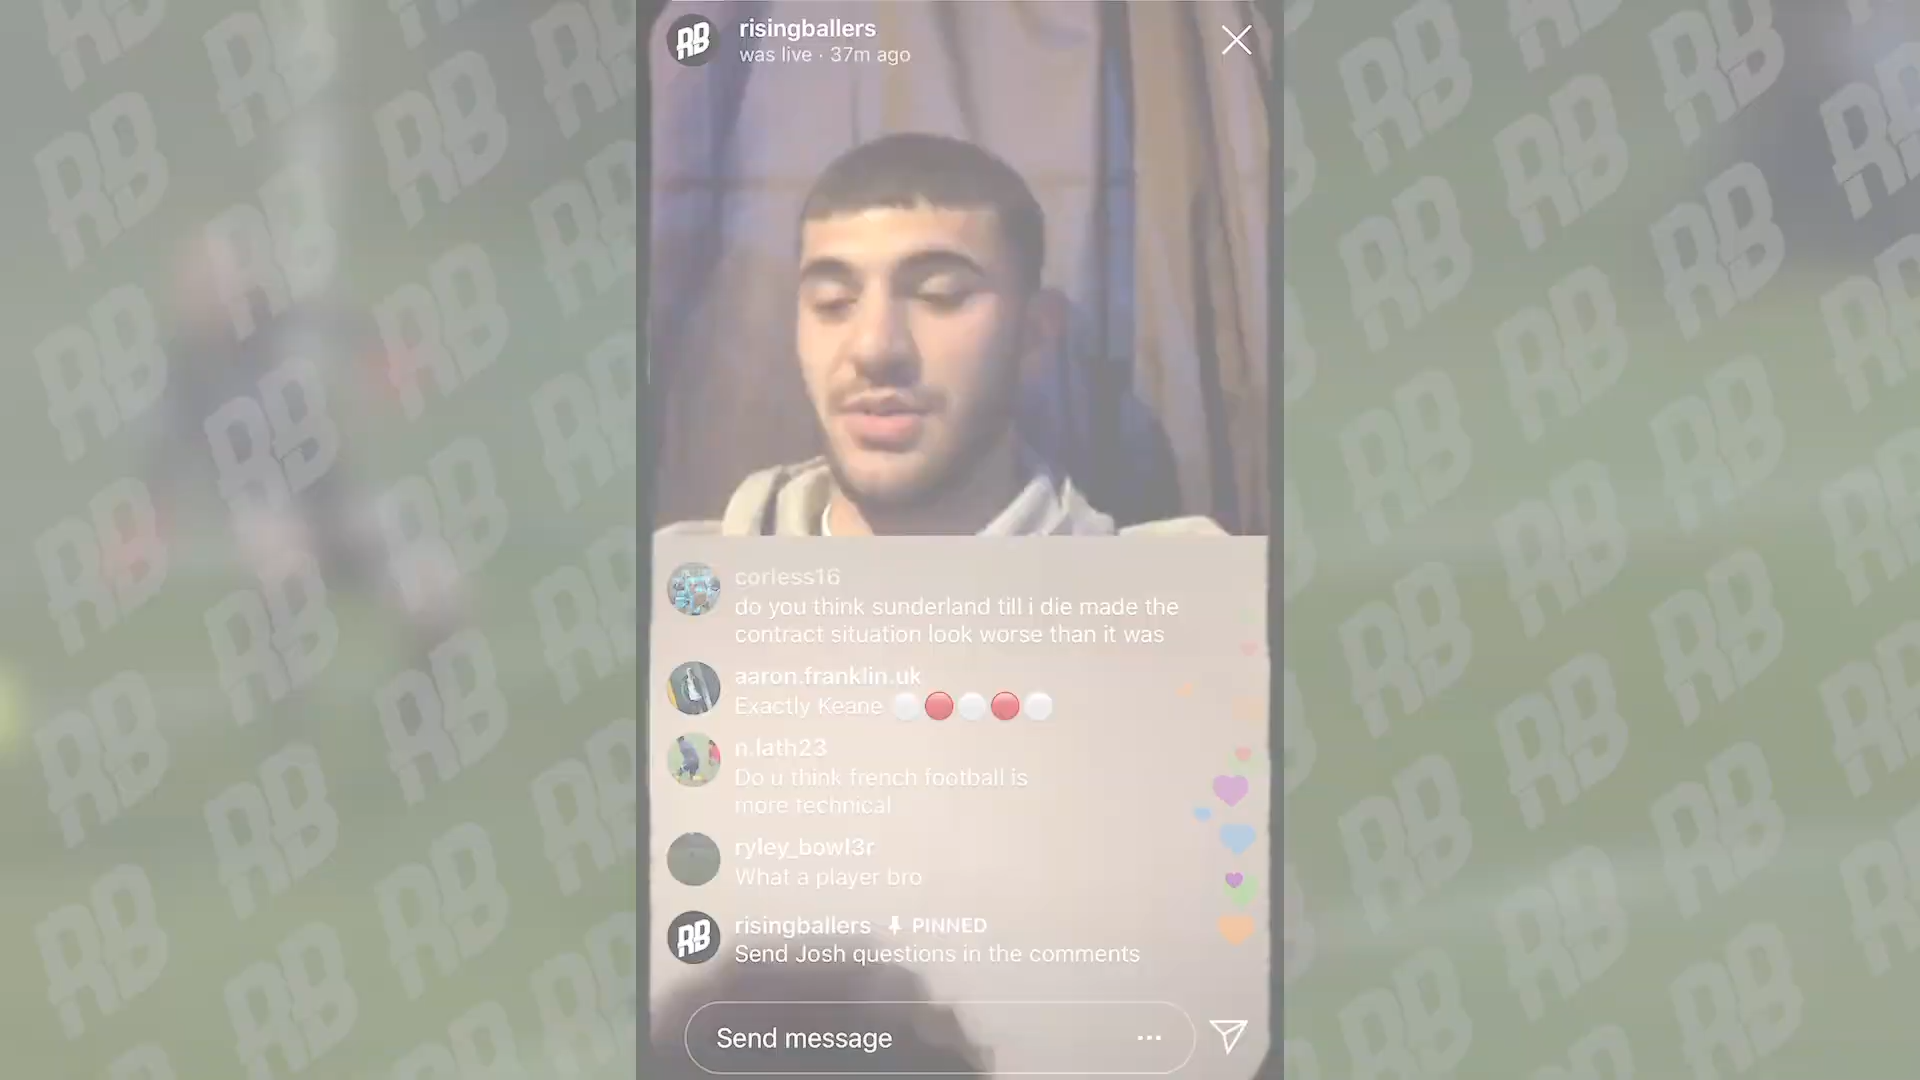 risingballers
was live · 37m ago
corless16
do you think sunderland till i die made the
contract situation look worse than it was
aaron.franklin.uk
Exactly Keane ⚪🔴⚪🔴⚪
n.lath23
Do u think french football is
more technical
ryley_bowl3r
What a player bro
risingballers PINNED
Send Josh questions in the comments
Send message